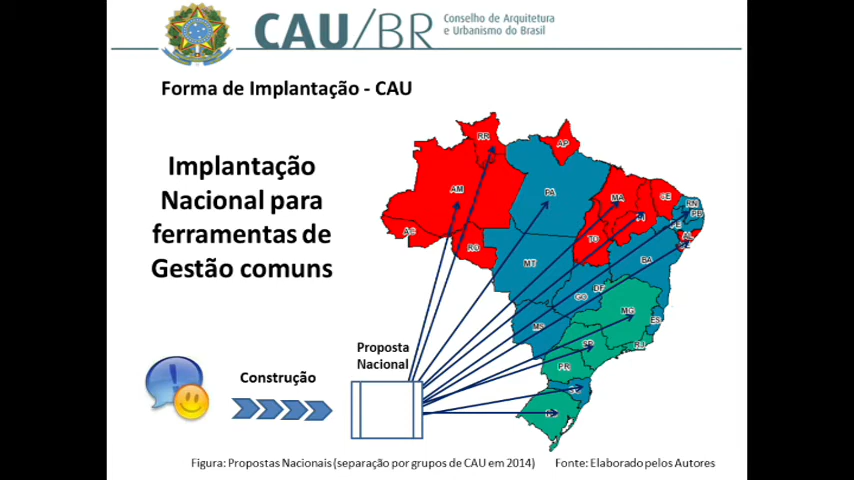 CAU/BR
Conselho de Arquitetura
e Urbanismo do Brasil
Forma de Implantação - CAU
Implantação
Nacional para
ferramentas de
Gestão comuns
Construção
Proposta
Nacional
RR
AP
AM
PA
MA
CE
RN
PB
PE
AC
RO
TO
PI
AL
MT
BA
GO
DF
MG
ES
MS
SP
RJ
PR
Figura: Propostas Nacionais (separação por grupos de CAU em 2014)
Fonte: Elaborado pelos Autores